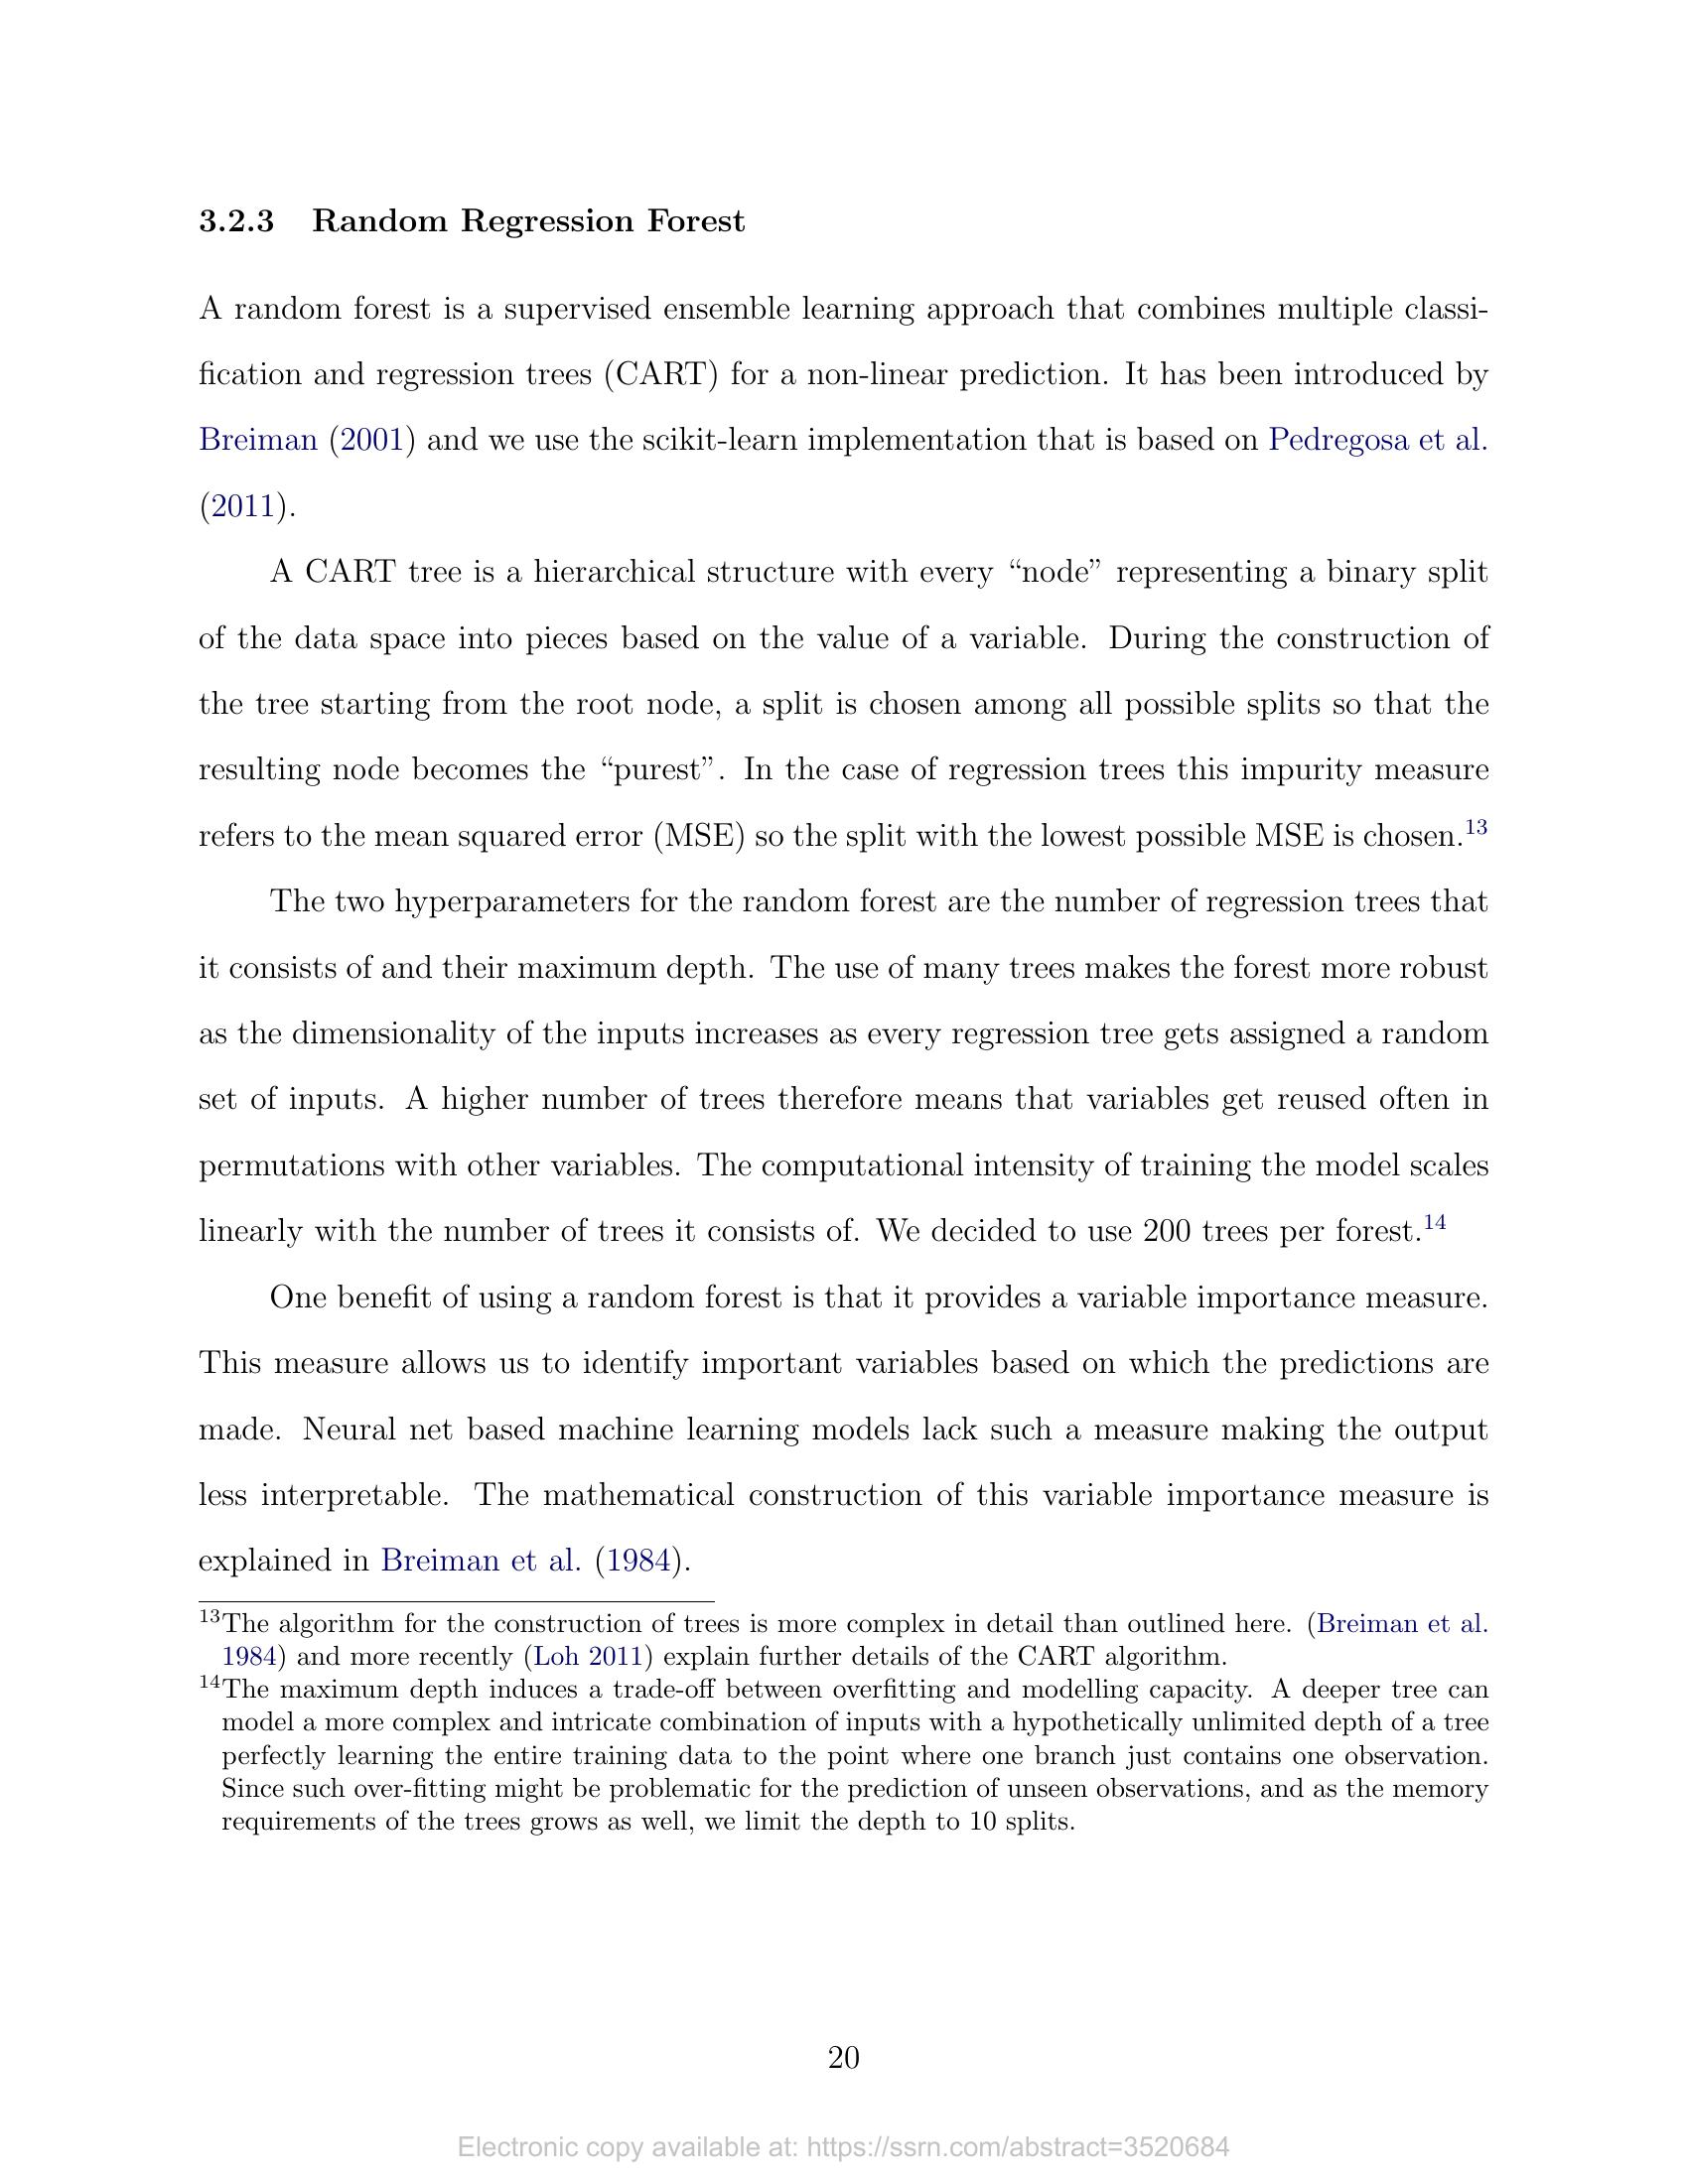 3.2.3 Random Regression Forest
A random forest is a supervised ensemble learning approach that combines multiple classi-
fication and regression trees (CART) for a non-linear prediction. It has been introduced by
Breiman (2001) and we use the scikit-learn implementation that is based on Pedregosa et al.
(2011).
A CART tree is a hierarchical structure with every “node” representing a binary split
of the data space into pieces based on the value of a variable. During the construction of
the tree starting from the root node, a split is chosen among all possible splits so that the
resulting node becomes the “purest”. In the case of regression trees this impurity measure
refers to the mean squared error (MSE) so the split with the lowest possible MSE is chosen.13
The two hyperparameters for the random forest are the number of regression trees that
it consists of and their maximum depth. The use of many trees makes the forest more robust
as the dimensionality of the inputs increases as every regression tree gets assigned a random
set of inputs. A higher number of trees therefore means that variables get reused often in
permutations with other variables. The computational intensity of training the model scales
linearly with the number of trees it consists of. We decided to use 200 trees per forest.14
One benefit of using a random forest is that it provides a variable importance measure.
This measure allows us to identify important variables based on which the predictions are
made. Neural net based machine learning models lack such a measure making the output
less interpretable. The mathematical construction of this variable importance measure is
explained in Breiman et al. (1984).
13The algorithm for the construction of trees is more complex in detail than outlined here. (Breiman et al.
1984) and more recently (Loh 2011) explain further details of the CART algorithm.
14The maximum depth induces a trade-off between overfitting and modelling capacity. A deeper tree can
model a more complex and intricate combination of inputs with a hypothetically unlimited depth of a tree
perfectly learning the entire training data to the point where one branch just contains one observation.
Since such over-fitting might be problematic for the prediction of unseen observations, and as the memory
requirements of the trees grows as well, we limit the depth to 10 splits.
20
Electronic copy available at: https://ssrn.com/abstract=3520684